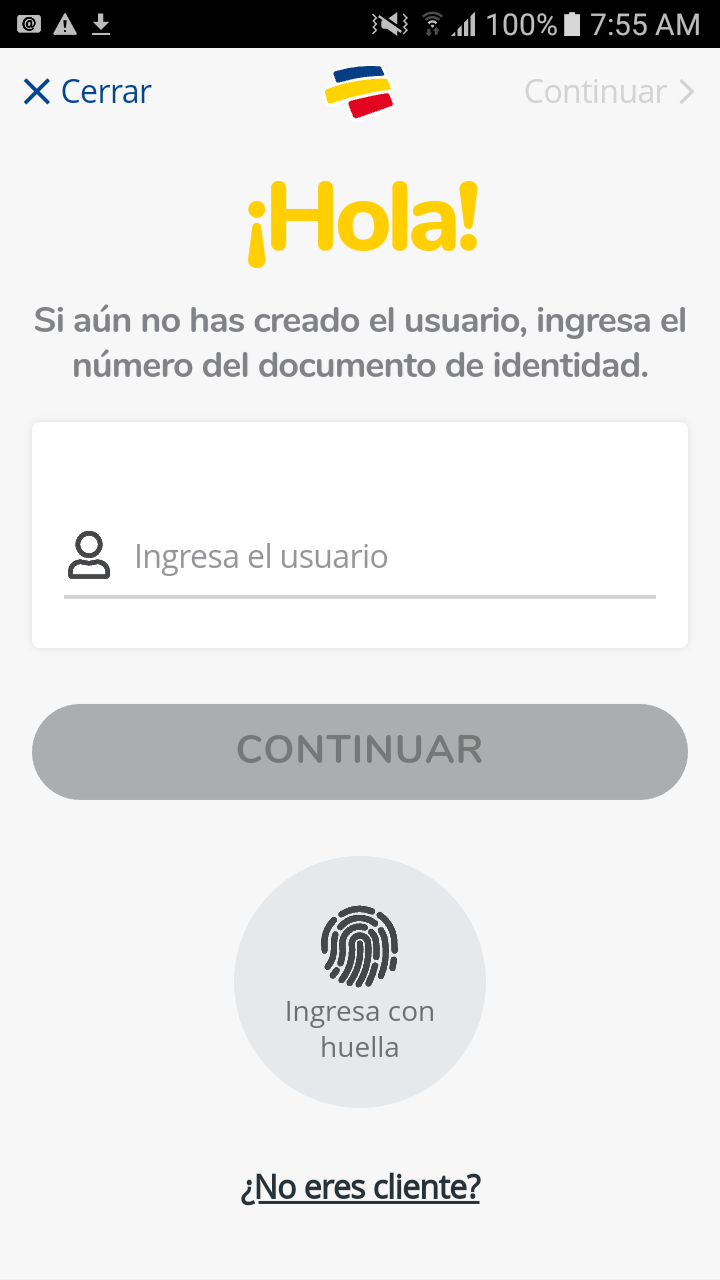 100% 7:55 AM
Cerrar
Continuar
¡Hola!
Si aún no has creado el usuario, ingresa el
número del documento de identidad.
Ingresa el usuario
CONTINUAR
Ingresa con
huella
¿No eres cliente?